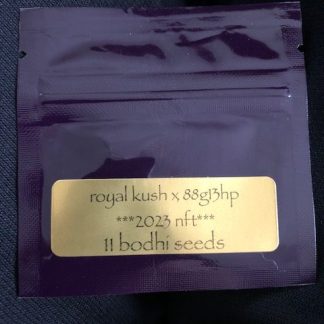 royal kush x 88g13hp
***2023 nft***
11 bodhi seeds